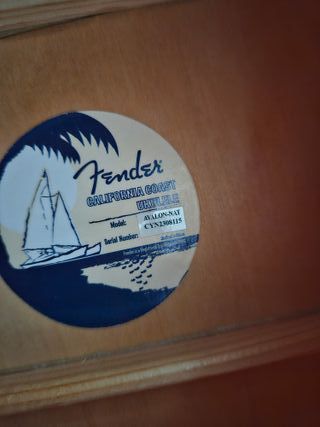 Fender
CALIFORNIA COAST
UKULELE
Model: AVALON-NAT
Serial Number: CYN2308115